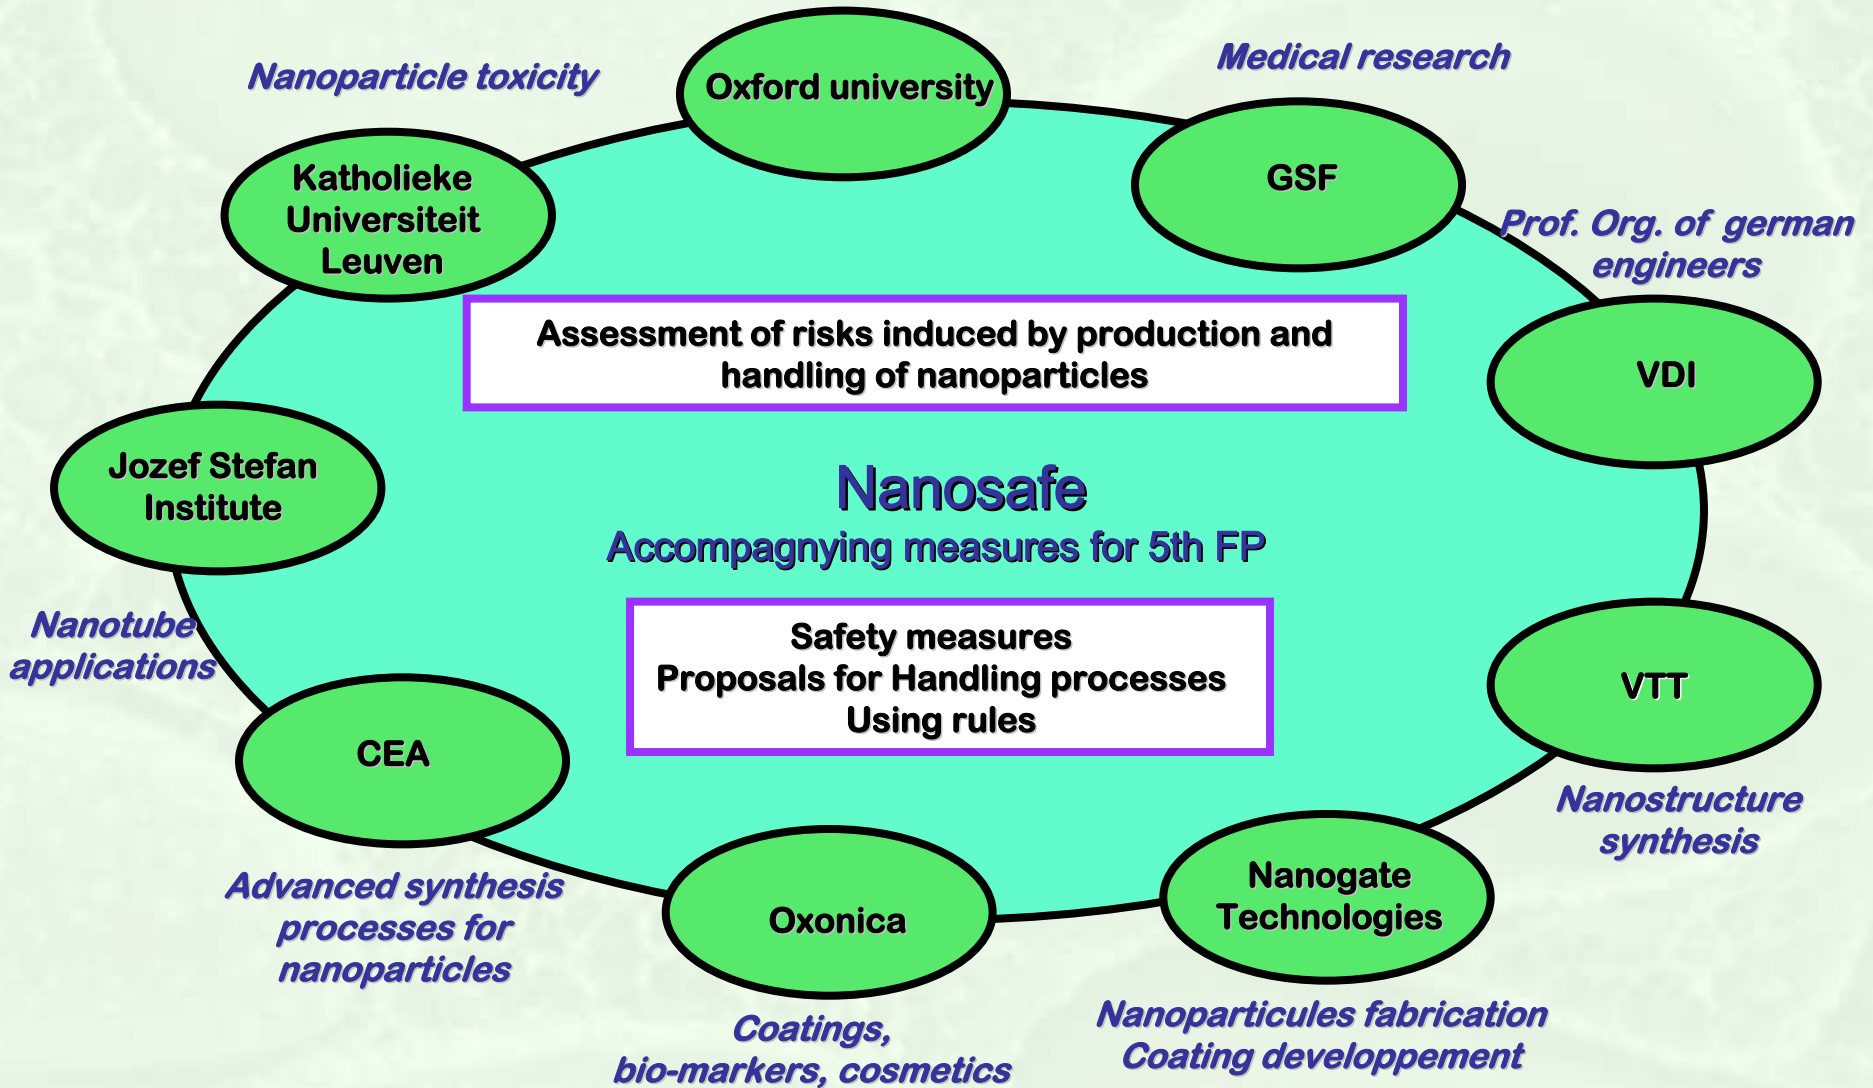 Nanoparticle toxicity
Oxford university
Medical research
Katholieke
Universiteit
Leuven
GSF
Prof. Org. of german
engineers
VDI
Assessment of risks induced by production and
handling of nanoparticles
Jozef Stefan
Institute
Nanosafe
Accompagnying measures for 5th FP
Nanotube
applications
Safety measures
Proposals for Handling processes
Using rules
VTT
Nanostructure
synthesis
CEA
Advanced synthesis
processes for
nanoparticles
Oxonica
Coatings,
bio-markers, cosmetics
Nanogate
Technologies
Nanoparticules fabrication
Coating developpement